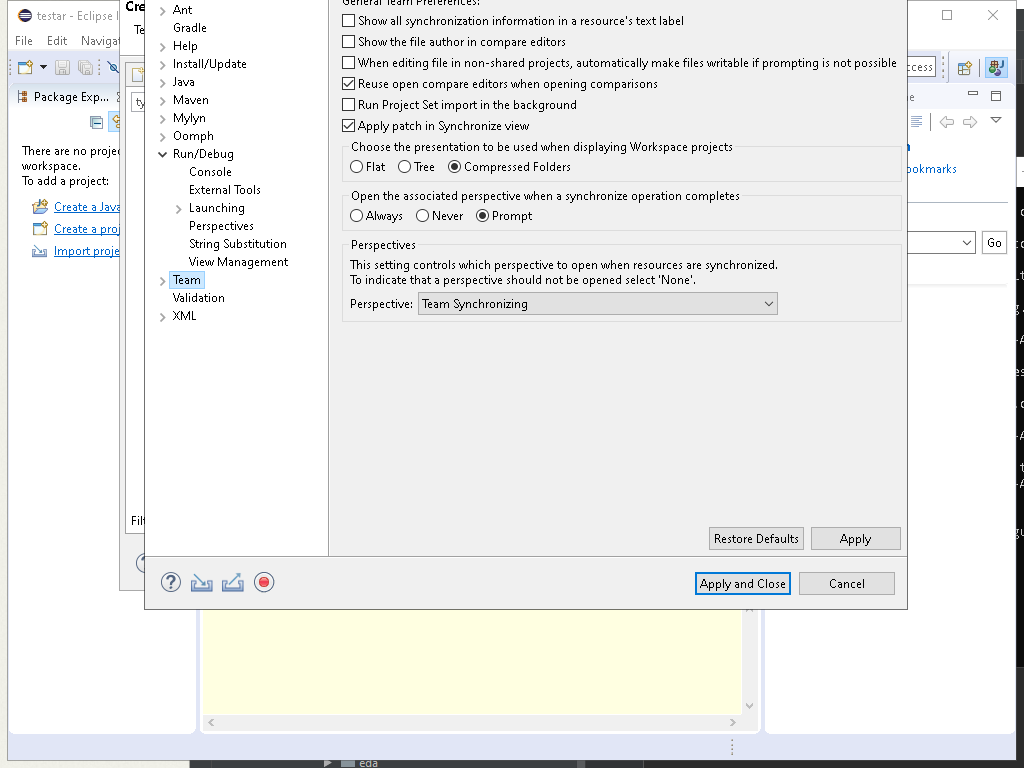 testar - Eclipse
Cre
File Edit Navigat
Te
ccess
Package Exp...
ty
There are no proje
workspace.
To add a project:
Create a Java
Create a proj
Import proje
Filt
Ant
Gradle
Help
Install/Update
Java
Maven
Mylyn
Oomph
Run/Debug
Console
External Tools
Launching
Perspectives
String Substitution
View Management
Team
Validation
XML
General Team Preferences:
Show all synchronization information in a resource's text label
Show the file author in compare editors
When editing file in non-shared projects, automatically make files writable if prompting is not possible
Reuse open compare editors when opening comparisons
Run Project Set import in the background
Apply patch in Synchronize view
Choose the presentation to be used when displaying Workspace projects
Flat Tree Compressed Folders
Open the associated perspective when a synchronize operation completes
Always Never Prompt
Perspectives
This setting controls which perspective to open when resources are synchronized.
To indicate that a perspective should not be opened select 'None'.
Perspective: Team Synchronizing
Restore Defaults Apply
Apply and Close Cancel
ookmarks
Go
eda